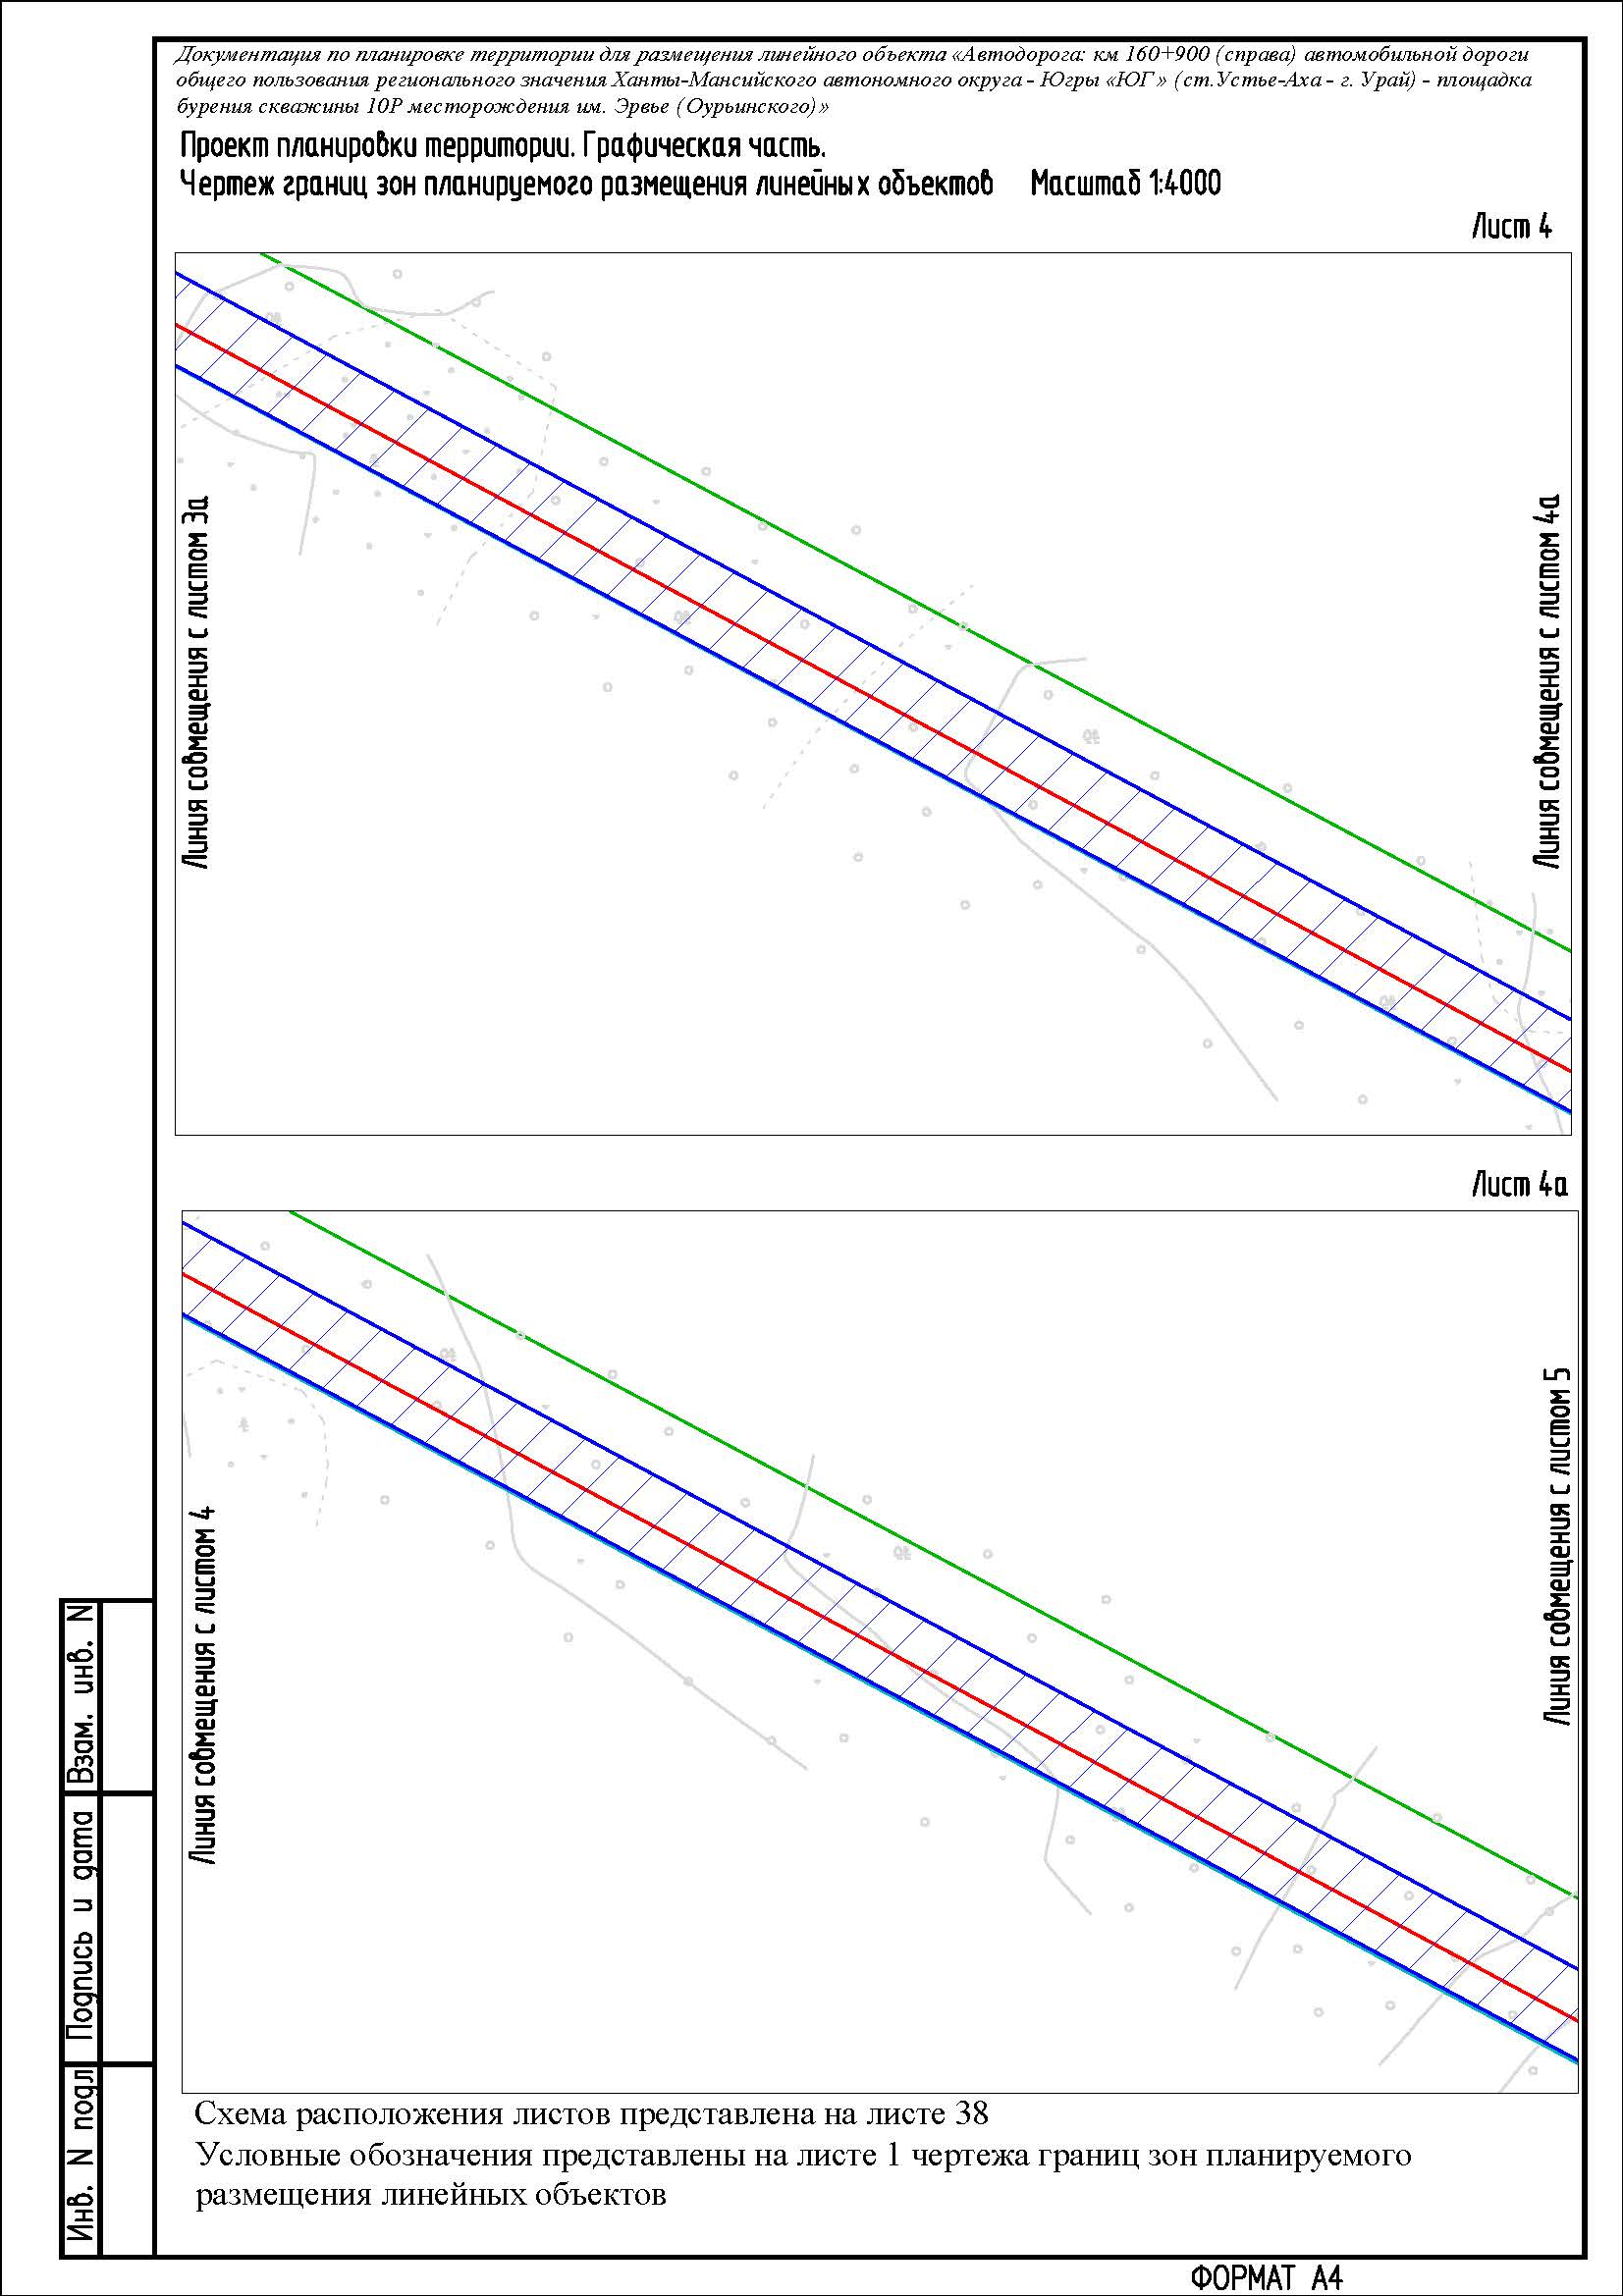 Документация по планировке территории для размещения линейного объекта «Автодорога: км 160+900 (справа) автомобильной дороги
общего пользования регионального значения Ханты-Мансийского автономного округа - Югры «ЮГ» (ст.Устье-Аха - г. Урай) - площадка
бурения скважины 10Р месторождения им. Эрвье (Оурьинского)»
Проект планировки территории. Графическая часть.
Чертеж границ зон планируемого размещения линейных объектов Масштаб 1:4000
Лист 4
Линия совмещения с листом 3а
Линия совмещения с листом 4а
Лист 4а
Линия совмещения с листом 4
Линия совмещения с листом 5
Взам. инв. N
Подпись и дата
Инв. N подл
Схема расположения листов представлена на листе 38
Условные обозначения представлены на листе 1 чертежа границ зон планируемого
размещения линейных объектов
ФОРМАТ А4